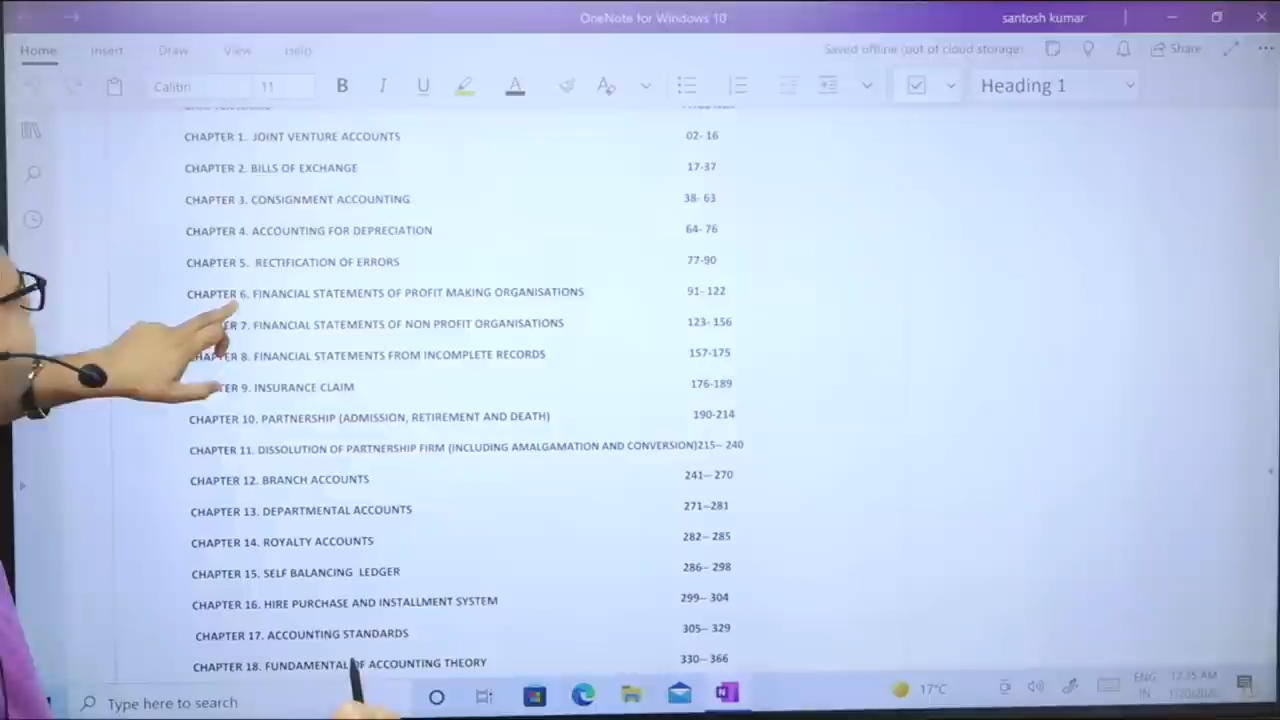 OneNote for Windows 10
santosh kumar
Home Insert Draw View Help
Saved offline (out of cloud storage)
Share
Calibri 11 B I U A Heading 1
CHAPTER 1. JOINT VENTURE ACCOUNTS 02- 16
CHAPTER 2. BILLS OF EXCHANGE 17-37
CHAPTER 3. CONSIGNMENT ACCOUNTING 38- 63
CHAPTER 4. ACCOUNTING FOR DEPRECIATION 64- 76
CHAPTER 5. RECTIFICATION OF ERRORS 77-90
CHAPTER 6. FINANCIAL STATEMENTS OF PROFIT MAKING ORGANISATIONS 91- 122
ER 7. FINANCIAL STATEMENTS OF NON PROFIT ORGANISATIONS 123- 156
8. FINANCIAL STATEMENTS FROM INCOMPLETE RECORDS 157-175
TER 9. INSURANCE CLAIM 176-189
CHAPTER 10. PARTNERSHIP (ADMISSION, RETIREMENT AND DEATH) 190-214
CHAPTER 11. DISSOLUTION OF PARTNERSHIP FIRM (INCLUDING AMALGAMATION AND CONVERSION)215-- 240
CHAPTER 12. BRANCH ACCOUNTS 241--270
CHAPTER 13. DEPARTMENTAL ACCOUNTS 271--281
CHAPTER 14. ROYALTY ACCOUNTS 282-- 285
CHAPTER 15. SELF BALANCING LEDGER 286-- 298
CHAPTER 16. HIRE PURCHASE AND INSTALLMENT SYSTEM 299-- 304
CHAPTER 17. ACCOUNTING STANDARDS 305-- 329
CHAPTER 18. FUNDAMENTAL OF ACCOUNTING THEORY 330-- 366
Type here to search
17°C
ENG
IN